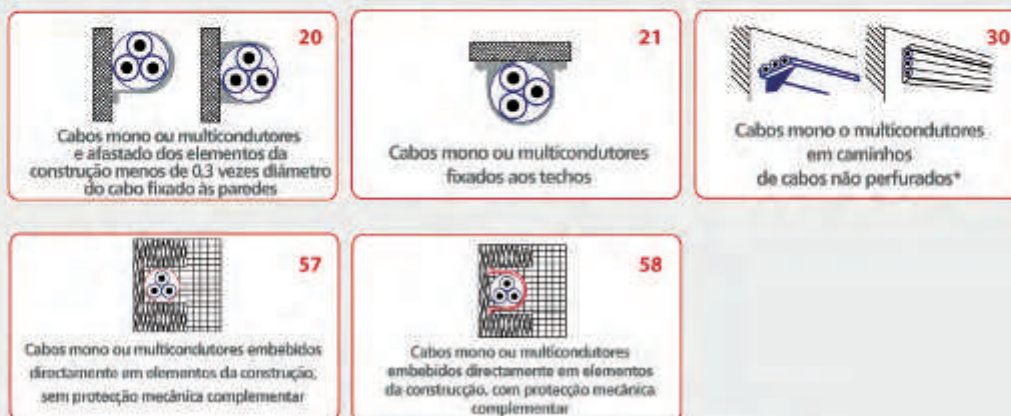 20
Cabos mono ou multicondutores
e afastado dos elementos da
construção menos de 0,3 vezes diámetro
do cabo fixado às paredes
21
Cabos mono ou multicondutores
fixados aos techos
30
Cabos mono o multicondutores
em caminhos
de cabos não perfurados*
57
Cabos mono ou multicondutores embebidos
directamente em elementos da construção,
sem protecção mecânica complementar
58
Cabos mono ou multicondutores
embebidos directamente em elementos
da construcção, com protecção mecânica
complementar